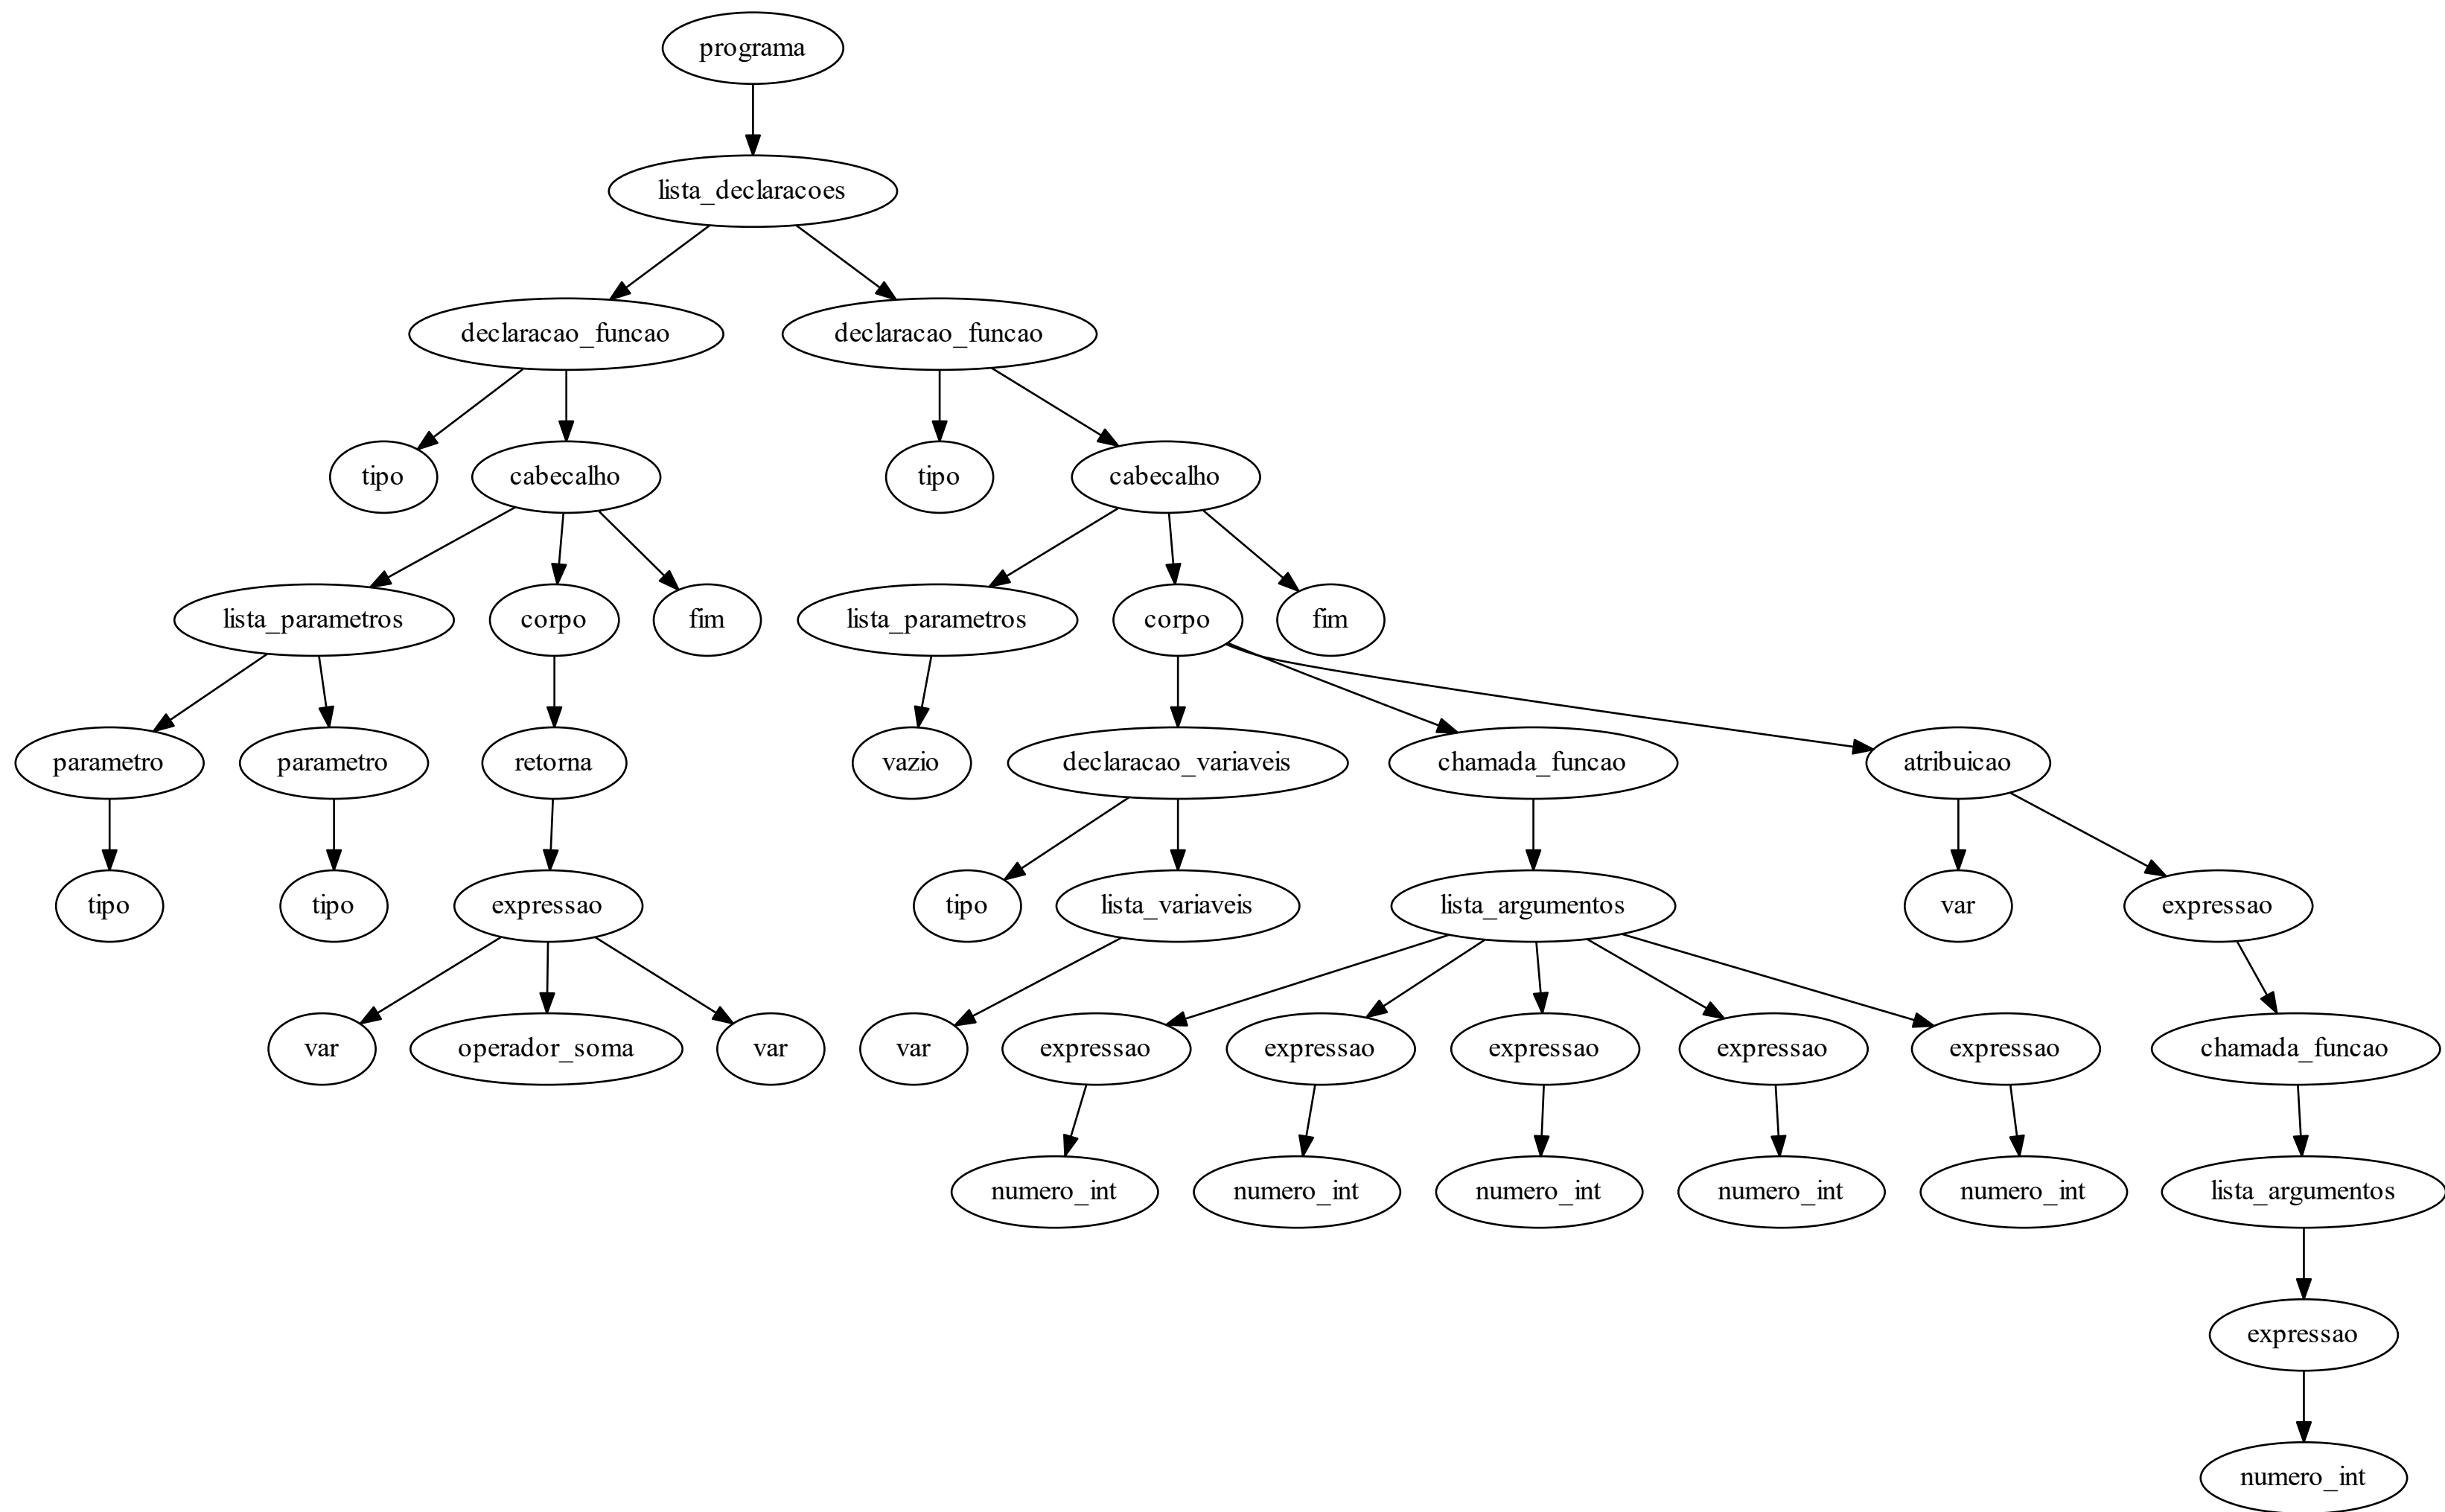 programa
lista_declaracoes
declaracao_funcao
declaracao_funcao
tipo
cabecalho
tipo
cabecalho
lista_parametros
corpo
fim
lista_parametros
corpo
fim
parametro
parametro
retorna
vazio
declaracao_variaveis
chamada_funcao
atribuicao
tipo
tipo
expressao
tipo
lista_variaveis
lista_argumentos
var
expressao
var
operador_soma
var
var
expressao
expressao
expressao
expressao
expressao
chamada_funcao
numero_int
numero_int
numero_int
numero_int
numero_int
lista_argumentos
expressao
numero_int